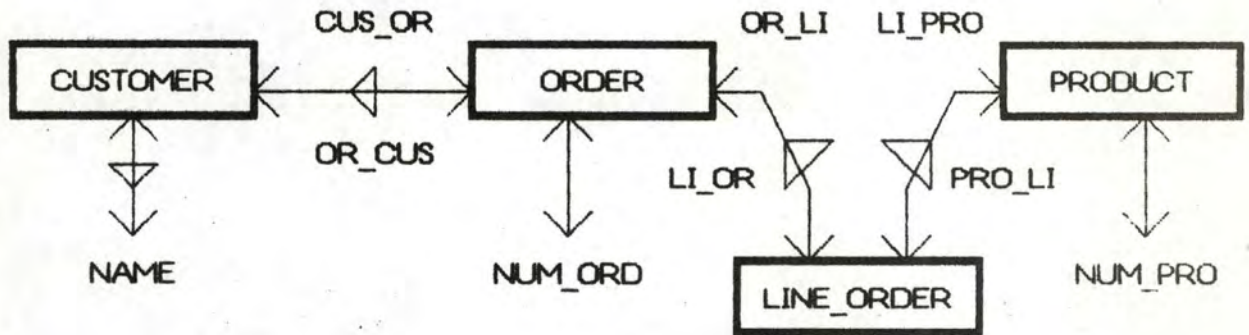 CUS_OR
OR_LI
LI_PRO
CUSTOMER
ORDER
PRODUCT
OR_CUS
LI_OR
PRO_LI
NAME
NUM_ORD
LINE_ORDER
NUM_PRO